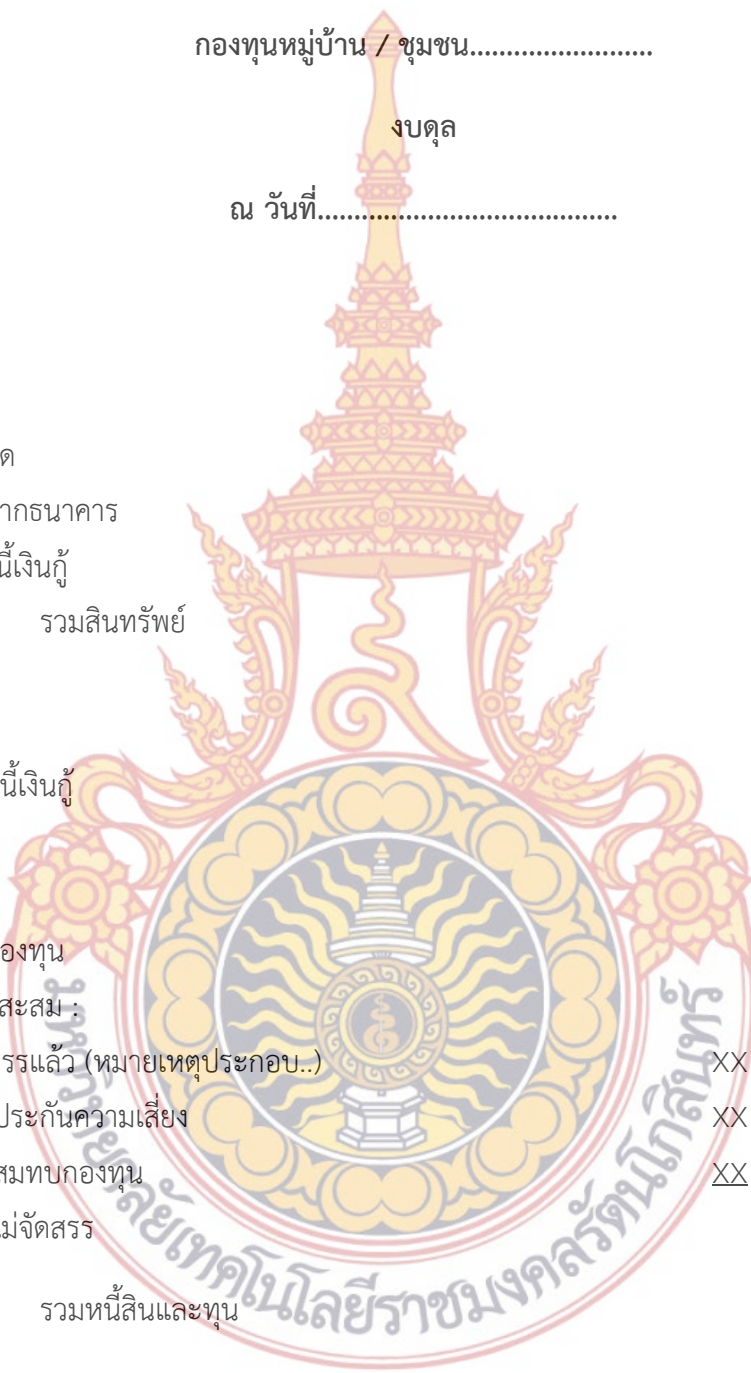 กองทุนหมู่บ้าน / ชุมชน.........................
งบดุล
ณ วันที่.........................................
ด
ากธนาคาร
นี้เงินกู้
รวมสินทรัพย์
นี้เงินกู้
องทุน
สะสม :
รรแล้ว (หมายเหตุประกอบ..) XX
ประกันความเสี่ยง XX
สมทบกองทุน XX
ม่จัดสรร
รวมหนี้สินและทุน
มหาวิทยาลัยเทคโนโลยีราชมงคลรัตนโกสินทร์